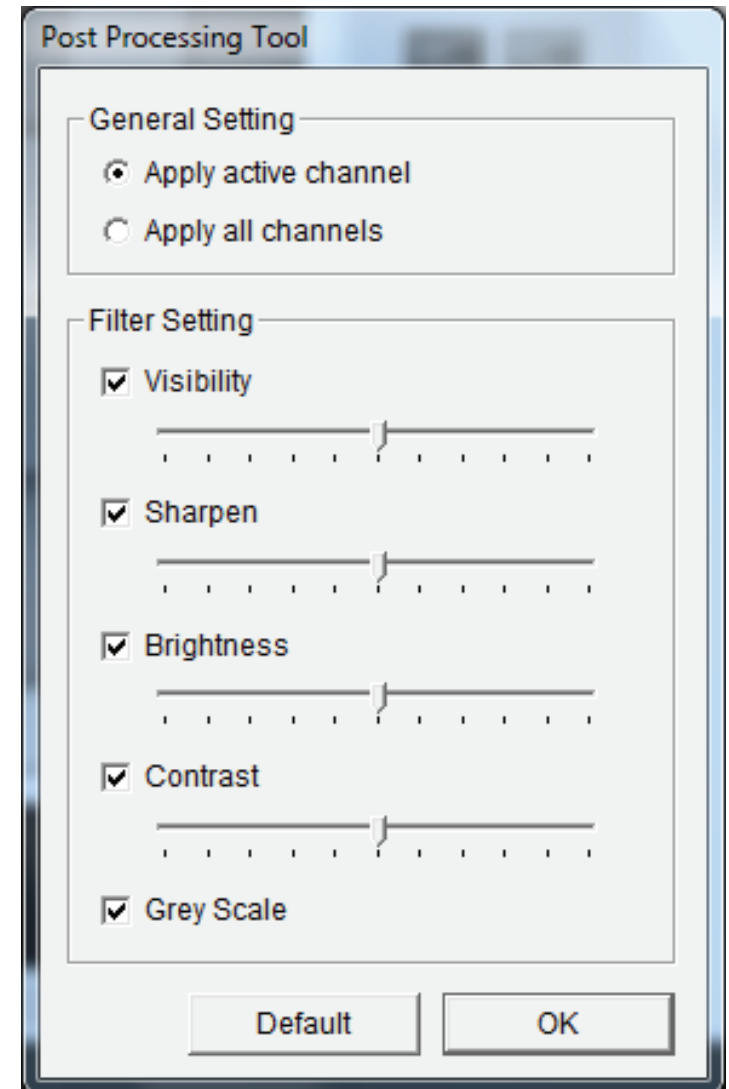 Post Processing Tool
General Setting
Apply active channel
Apply all channels
Filter Setting
Visibility
Sharpen
Brightness
Contrast
Grey Scale
Default OK